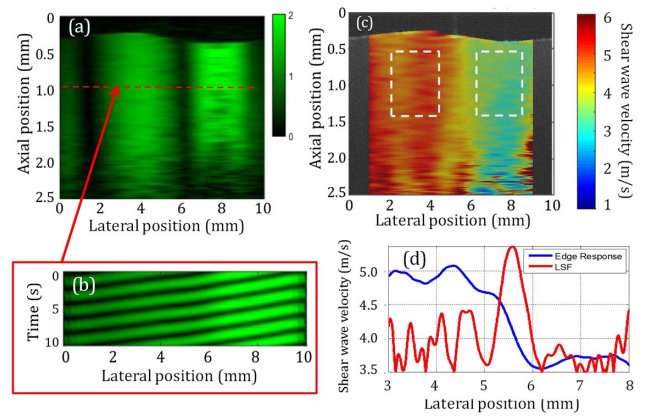 (a)
0
0.5
1.0
1.5
2.0
2.5
Axial position (mm)
0 2 4 6 8 10
Lateral position (mm)
2
1
0
(c)
0
0.5
1.0
1.5
2.0
2.5
Axial position (mm)
0 2 4 6 8 10
Lateral position (mm)
6
5
4
3
2
1
Shear wave velocity (m/s)
(b)
0
5
10
Time (s)
0 2 4 6 8 10
Lateral position (mm)
(d)
Edge Response
LSF
5.0
4.5
4.0
3.5
Shear wave velocity (m/s)
3 4 5 6 7 8
Lateral position (mm)